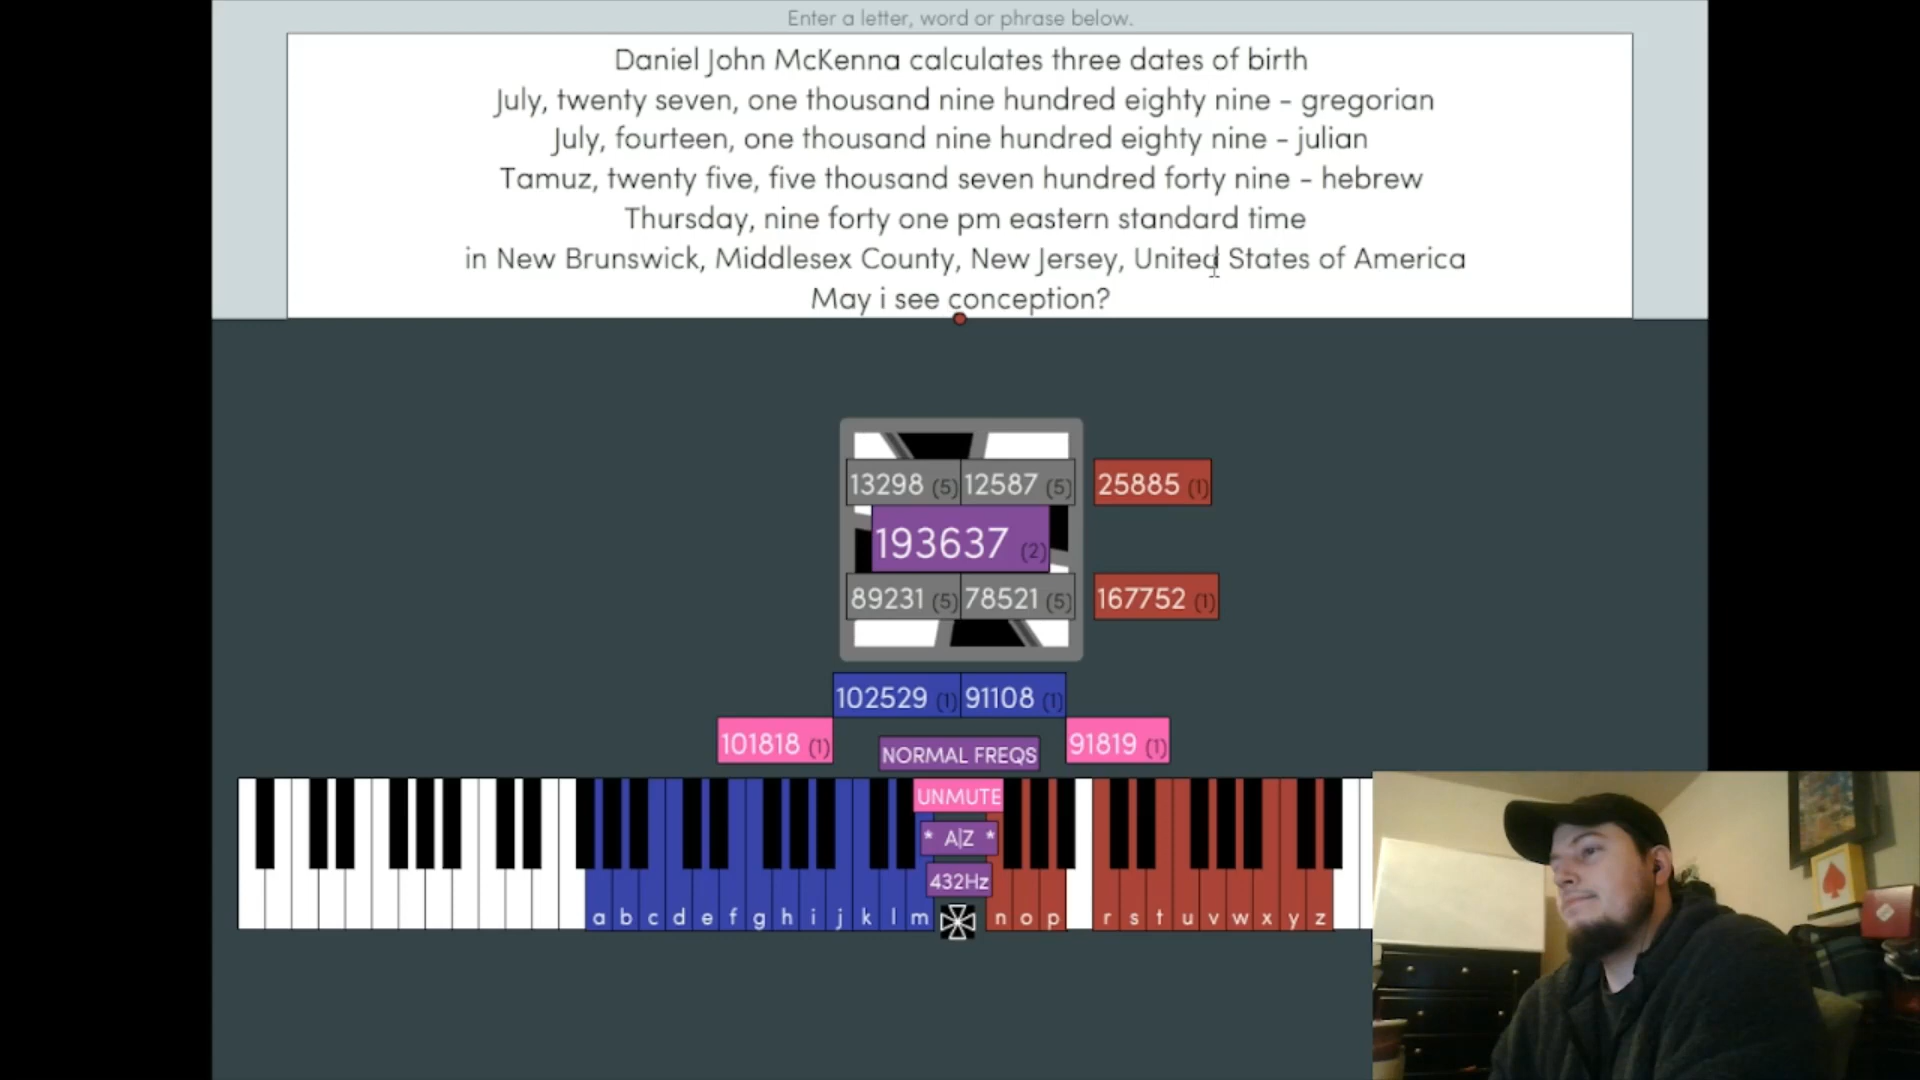 Enter a letter, word or phrase below.
Daniel John McKenna calculates three dates of birth
July, twenty seven, one thousand nine hundred eighty nine - gregorian
July, fourteen, one thousand nine hundred eighty nine - julian
Tamuz, twenty five, five thousand seven hundred forty nine - hebrew
Thursday, nine forty one pm eastern standard time
in New Brunswick, Middlesex County, New Jersey, United States of America
May i see conception?
13298 (5) 12587 (5) 25885 (1)
193637 (2)
89231 (5) 78521 (5) 167752 (1)
102529 (1) 91108 (1)
101818 (1) 91819 (1)
NORMAL FREQS
UNMUTE
* A|Z *
432Hz
a b c d e f g h i j k l m n o p r s t u v w x y z